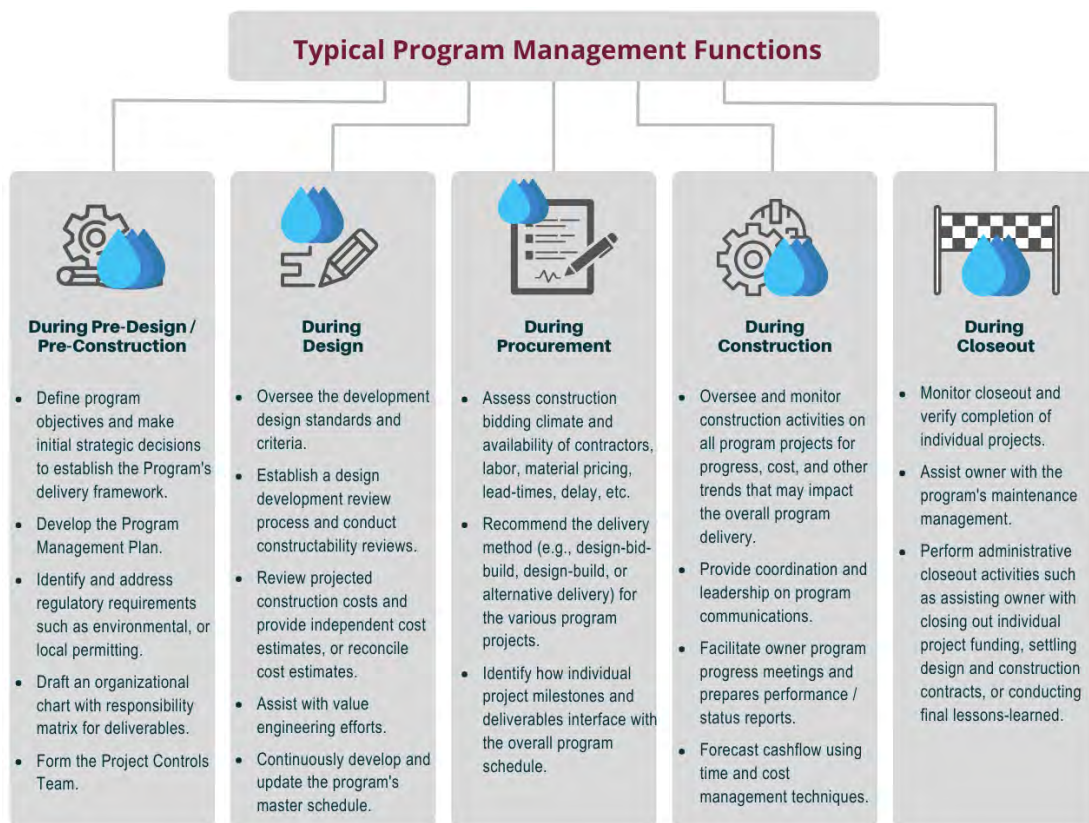 Typical Program Management Functions
During Pre-Design /
Pre-Construction
• Define program
objectives and make
initial strategic decisions
to establish the Program's
delivery framework.
• Develop the Program
Management Plan.
• Identify and address
regulatory requirements
such as environmental, or
local permitting.
• Draft an organizational
chart with responsibility
matrix for deliverables.
• Form the Project Controls
Team.
During
Design
• Oversee the development
design standards and
criteria.
• Establish a design
development review
process and conduct
constructability reviews.
• Review projected
construction costs and
provide independent cost
estimates, or reconcile
cost estimates.
• Assist with value
engineering efforts.
• Continuously develop and
update the program's
master schedule.
During
Procurement
• Assess construction
bidding climate and
availability of contractors,
labor, material pricing,
lead-times, delay, etc.
• Recommend the delivery
method (e.g., design-bid-
build, design-build, or
alternative delivery) for
the various program
projects.
• Identify how individual
project milestones and
deliverables interface with
the overall program
schedule.
During
Construction
• Oversee and monitor
construction activities on
all program projects for
progress, cost, and other
trends that may impact
the overall program
delivery.
• Provide coordination and
leadership on program
communications.
• Facilitate owner program
progress meetings and
prepares performance /
status reports.
• Forecast cashflow using
time and cost
management techniques.
During
Closeout
• Monitor closeout and
verify completion of
individual projects.
• Assist owner with the
program's maintenance
management.
• Perform administrative
closeout activities such
as assisting owner with
closing out individual
project funding, settling
design and construction
contracts, or conducting
final lessons-learned.